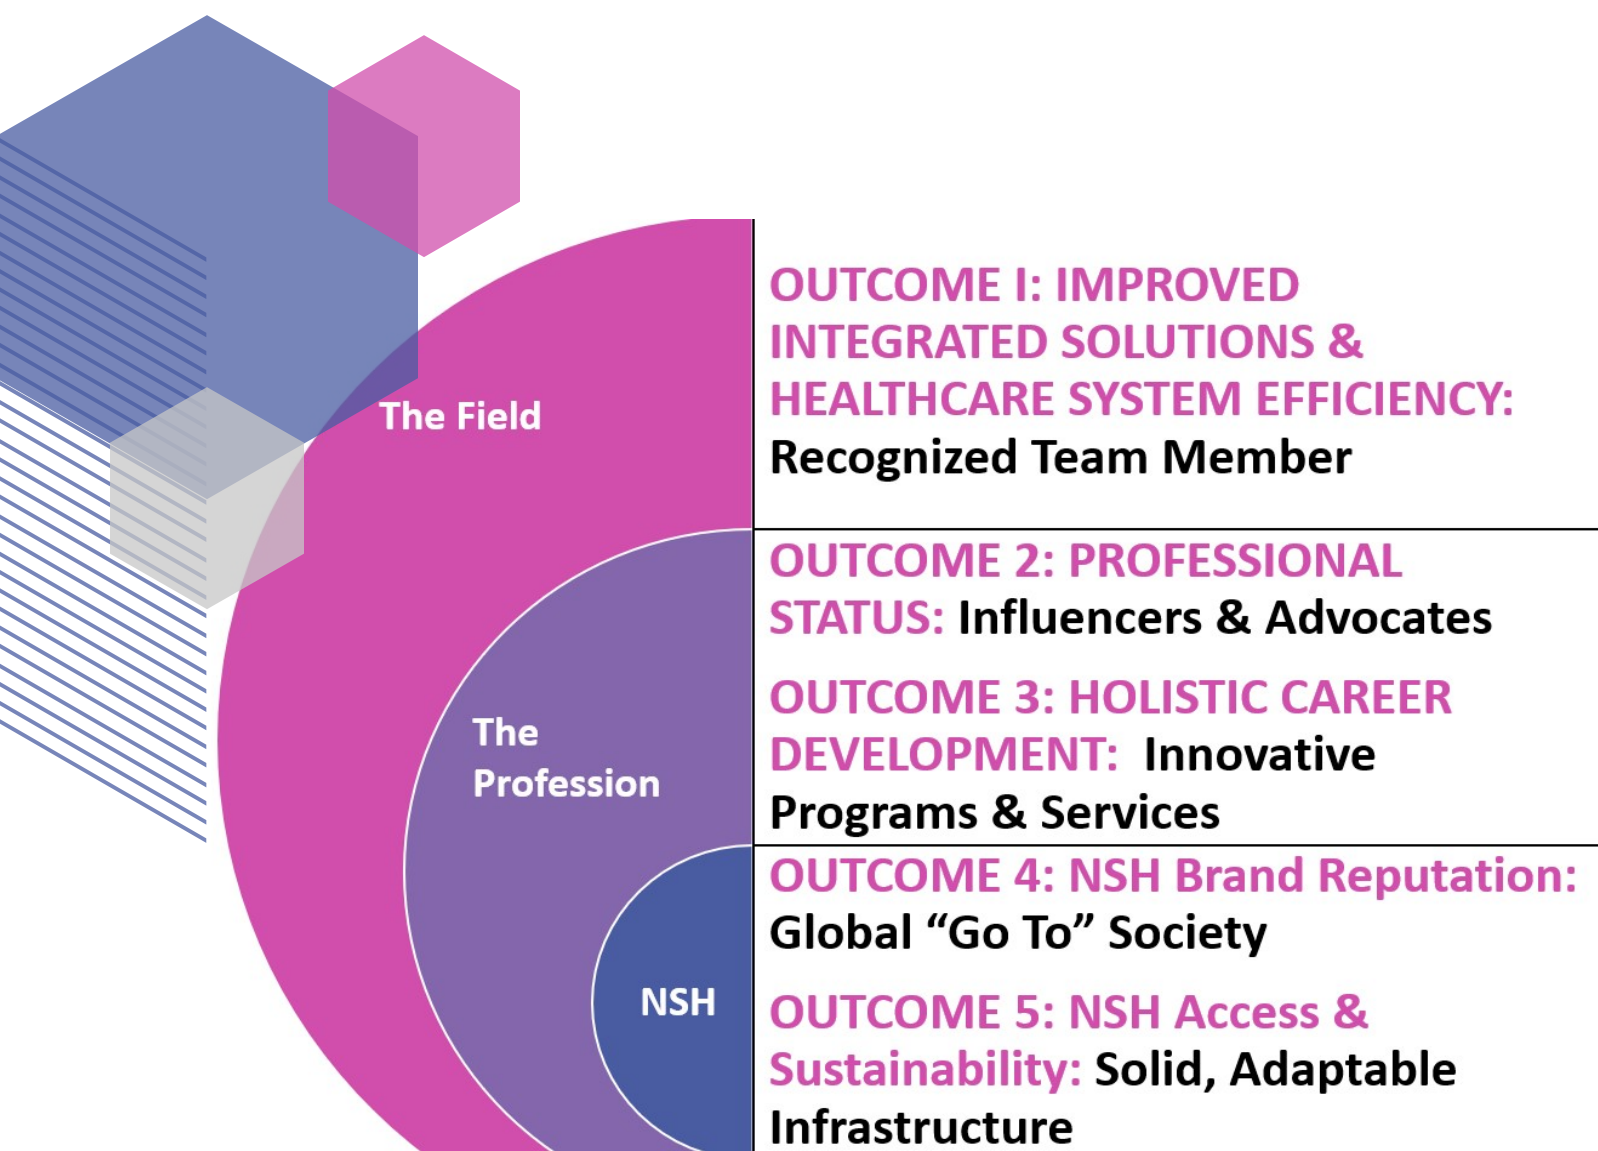 The Field
The
Profession
NSH
OUTCOME I: IMPROVED
INTEGRATED SOLUTIONS &
HEALTHCARE SYSTEM EFFICIENCY:
Recognized Team Member
OUTCOME 2: PROFESSIONAL
STATUS: Influencers & Advocates
OUTCOME 3: HOLISTIC CAREER
DEVELOPMENT: Innovative
Programs & Services
OUTCOME 4: NSH Brand Reputation:
Global “Go To” Society
OUTCOME 5: NSH Access &
Sustainability: Solid, Adaptable
Infrastructure